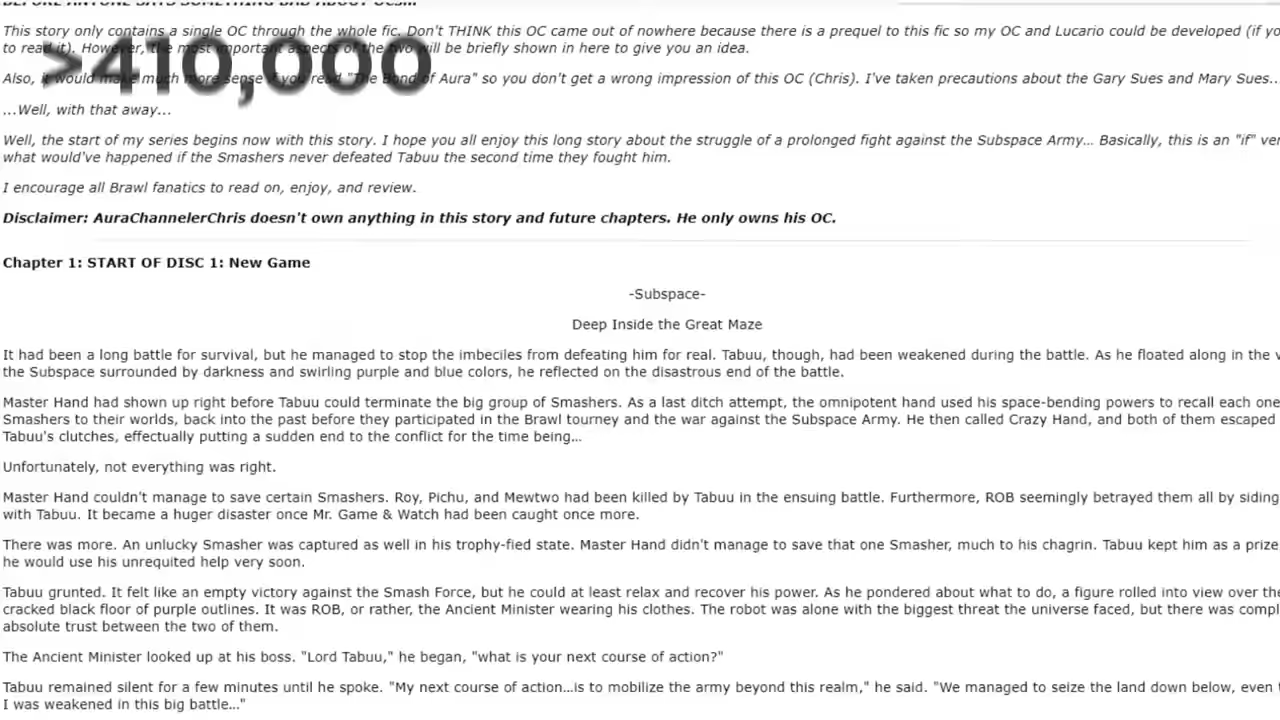 BEFORE ANYONE SAYS SOMETHING BAD ABOUT OCs...
This story only contains a single OC through the whole fic. Don't THINK this OC came out of nowhere because there is a prequel to this fic so my OC and Lucario could be developed (if yo
to read it). However, the most important aspects of the two will be briefly shown in here to give you an idea.
>410,000
Also, it would make much more sense if you read "The Bond of Aura" so you don't get a wrong impression of this OC (Chris). I've taken precautions about the Gary Sues and Mary Sues...
...Well, with that away...
Well, the start of my series begins now with this story. I hope you all enjoy this long story about the struggle of a prolonged fight against the Subspace Army... Basically, this is an "if" ver
what would've happened if the Smashers never defeated Tabuu the second time they fought him.
I encourage all Brawl fanatics to read on, enjoy, and review.
Disclaimer: AuraChannelerChris doesn't own anything in this story and future chapters. He only owns his OC.
Chapter 1: START OF DISC 1: New Game
-Subspace-
Deep Inside the Great Maze
It had been a long battle for survival, but he managed to stop the imbeciles from defeating him for real. Tabuu, though, had been weakened during the battle. As he floated along in the v
the Subspace surrounded by darkness and swirling purple and blue colors, he reflected on the disastrous end of the battle.
Master Hand had shown up right before Tabuu could terminate the big group of Smashers. As a last ditch attempt, the omnipotent hand used his space-bending powers to recall each one
Smashers to their worlds, back into the past before they participated in the Brawl tourney and the war against the Subspace Army. He then called Crazy Hand, and both of them escaped
Tabuu's clutches, effectually putting a sudden end to the conflict for the time being...
Unfortunately, not everything was right.
Master Hand couldn't manage to save certain Smashers. Roy, Pichu, and Mewtwo had been killed by Tabuu in the ensuing battle. Furthermore, ROB seemingly betrayed them all by siding
with Tabuu. It became a huger disaster once Mr. Game & Watch had been caught once more.
There was more. An unlucky Smasher was captured as well in his trophy-fied state. Master Hand didn't manage to save that one Smasher, much to his chagrin. Tabuu kept him as a prize
he would use his unrequited help very soon.
Tabuu grunted. It felt like an empty victory against the Smash Force, but he could at least relax and recover his power. As he pondered about what to do, a figure rolled into view over the
cracked black floor of purple outlines. It was ROB, or rather, the Ancient Minister wearing his clothes. The robot was alone with the biggest threat the universe faced, but there was compl
absolute trust between the two of them.
The Ancient Minister looked up at his boss. "Lord Tabuu," he began, "what is your next course of action?"
Tabuu remained silent for a few minutes until he spoke. "My next course of action...is to mobilize the army beyond this realm," he said. "We managed to seize the land down below, even t
I was weakened in this big battle..."